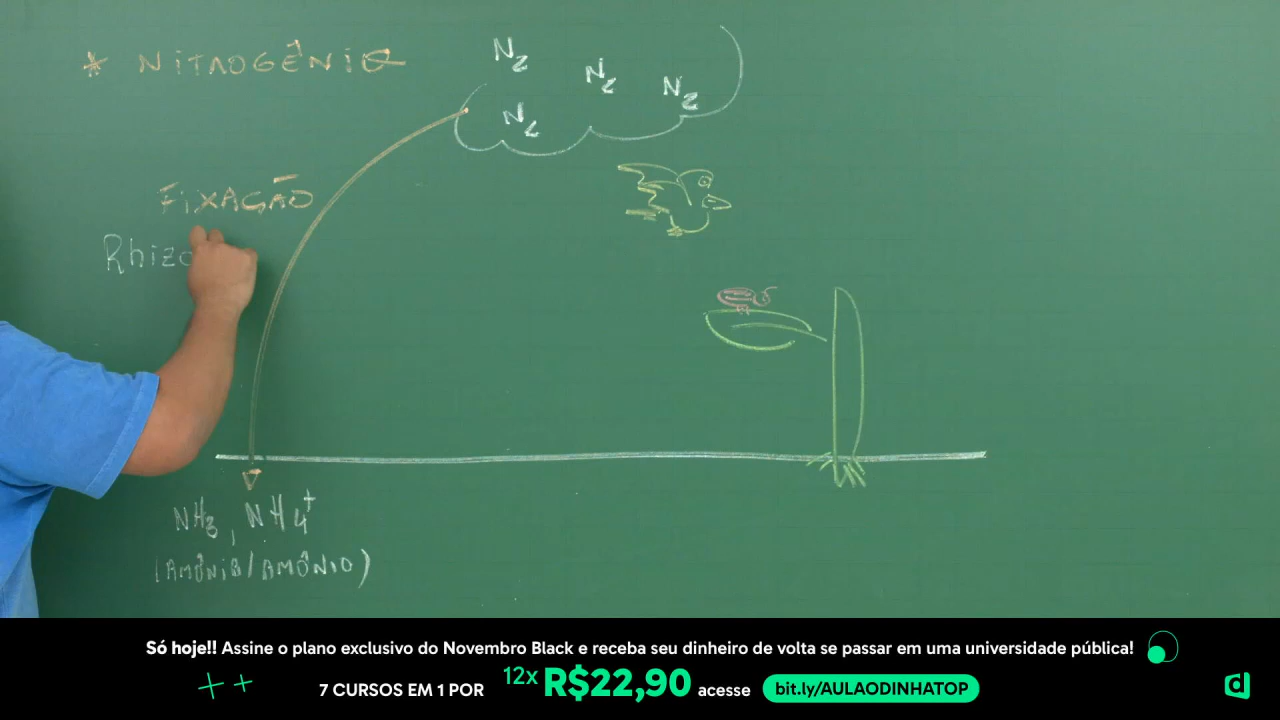 * NITROGÊNIO
N2
N2
N2
N2
FIXAÇÃO
Rhizo
NH3, NH4+
(AMÔNIA/AMÔNIO)
Só hoje!! Assine o plano exclusivo do Novembro Black e receba seu dinheiro de volta se passar em uma universidade pública!
7 CURSOS EM 1 POR 12x R$22,90 acesse bit.ly/AULAODINHATOP
d